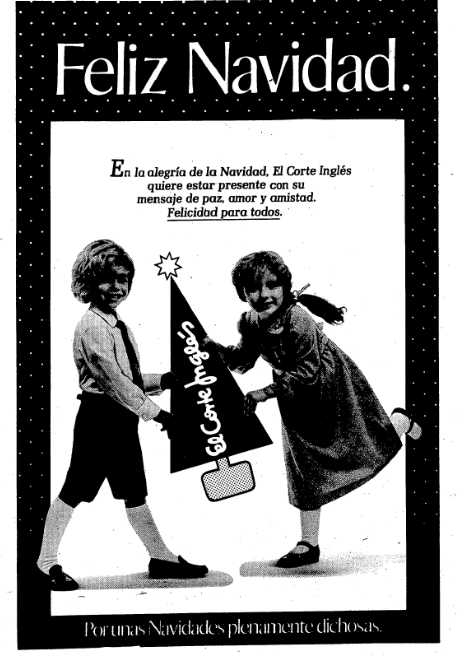 Feliz Navidad.
En la alegría de la Navidad, El Corte Inglés
quiere estar presente con su
mensaje de paz, amor y amistad.
Felicidad para todos.
El Corte Inglés
Por unas Navidades plenamente dichosas.